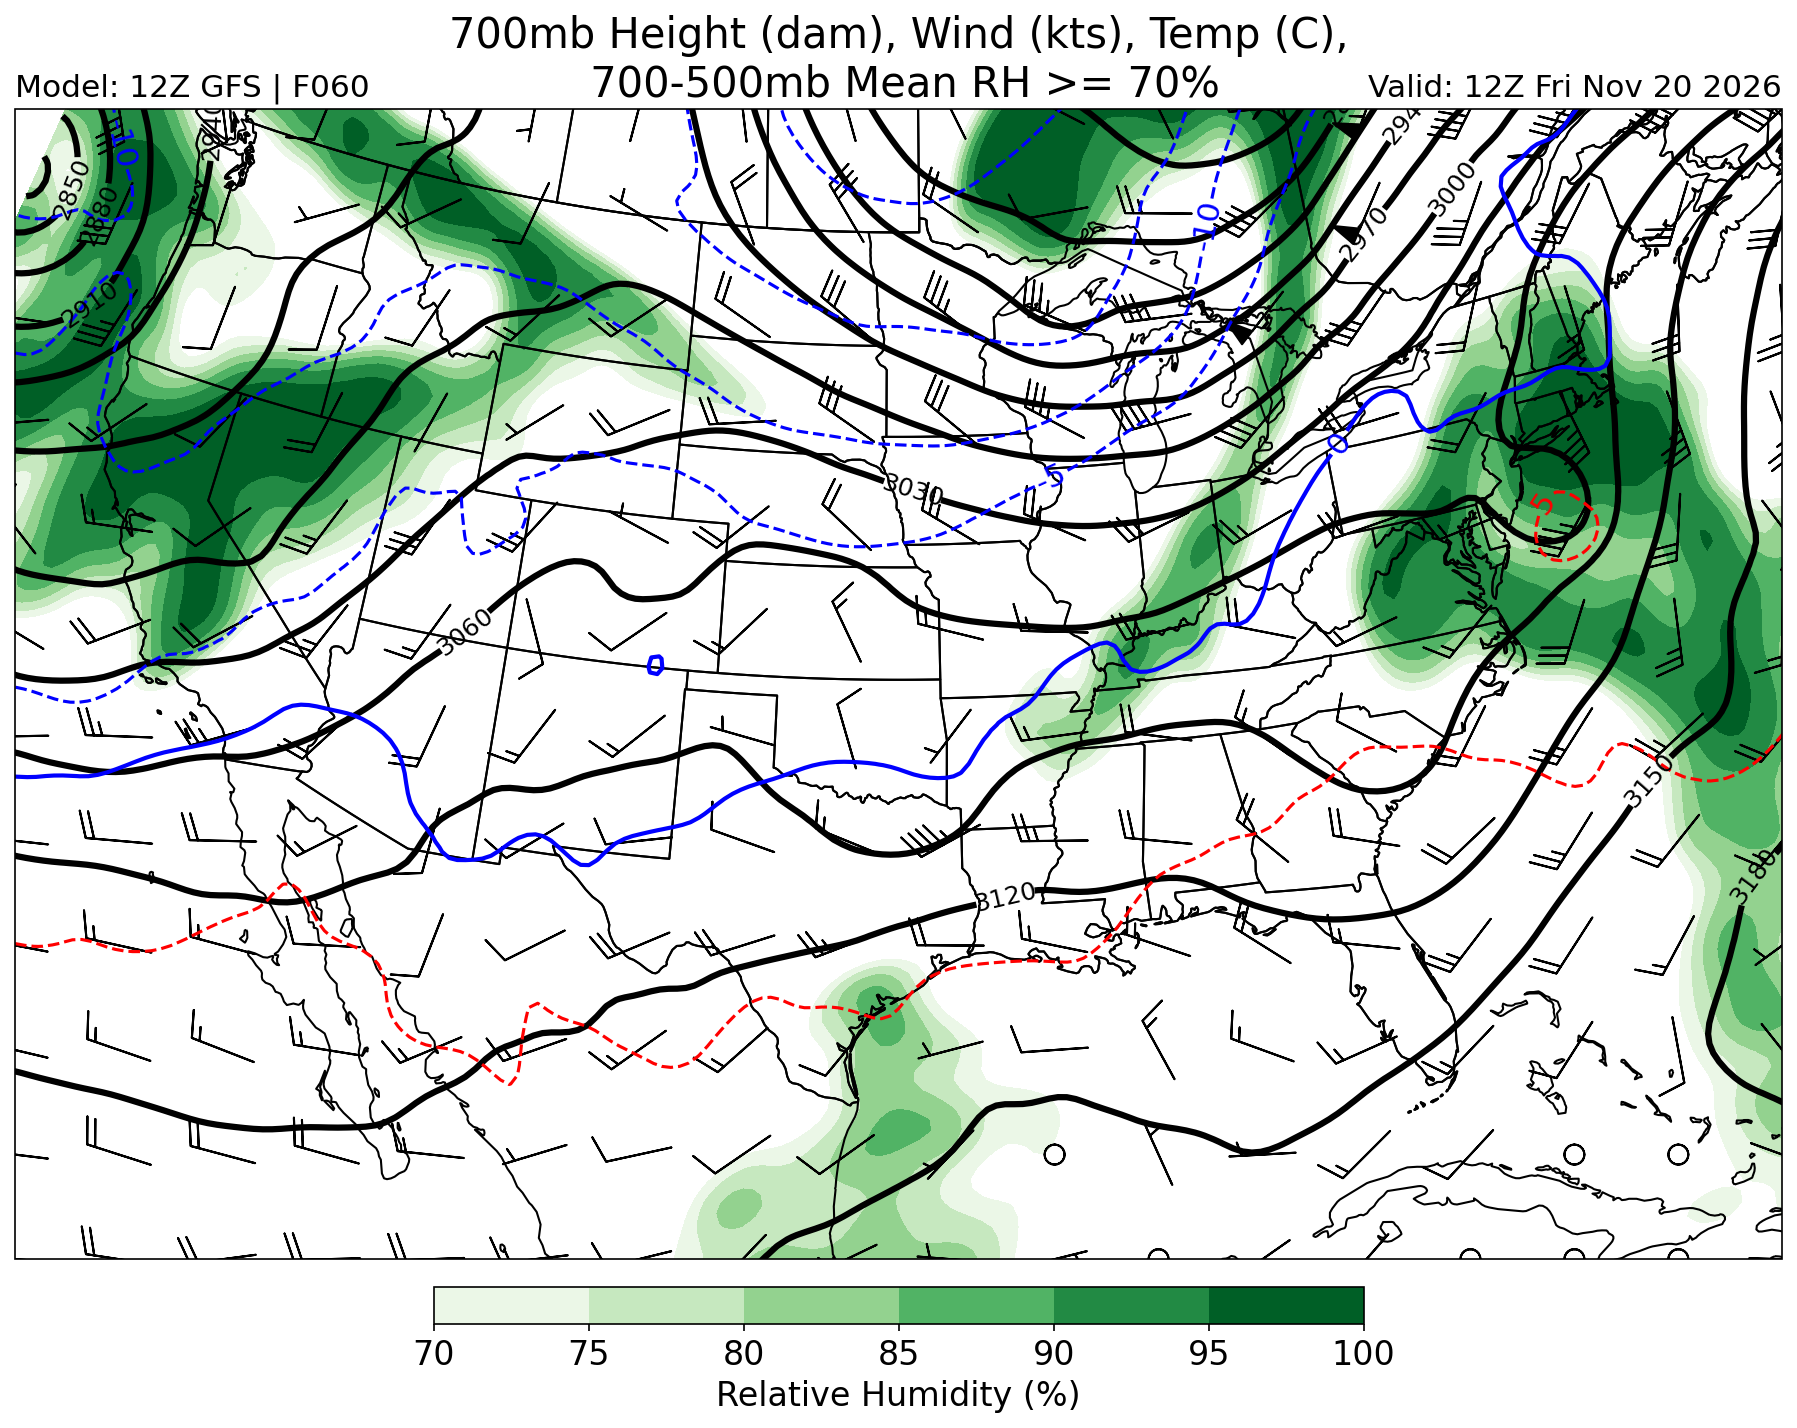 700mb Height (dam), Wind (kts), Temp (C),
700-500mb Mean RH >= 70%
Model: 12Z GFS | F060
Valid: 12Z Fri Nov 20 2026
2850
2880
2910
10
10
2970
3000
0
5
3030
3060
3120
3150
3180
70 75 80 85 90 95 100
Relative Humidity (%)